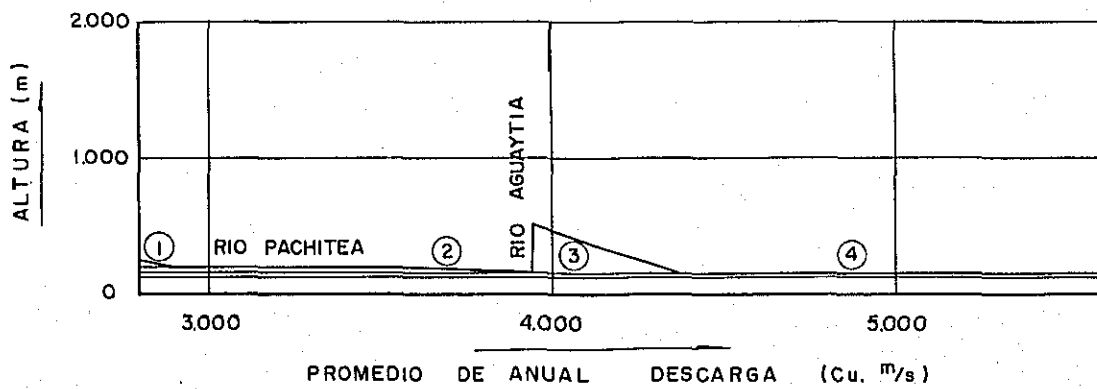 2.000
ALTURA (m)
1.000
RIO AGUAYTIA
1
RIO PACHITEA
2
3
4
0
3.000
4.000
5.000
PROMEDIO DE ANUAL DESCARGA (Cu. m/s)